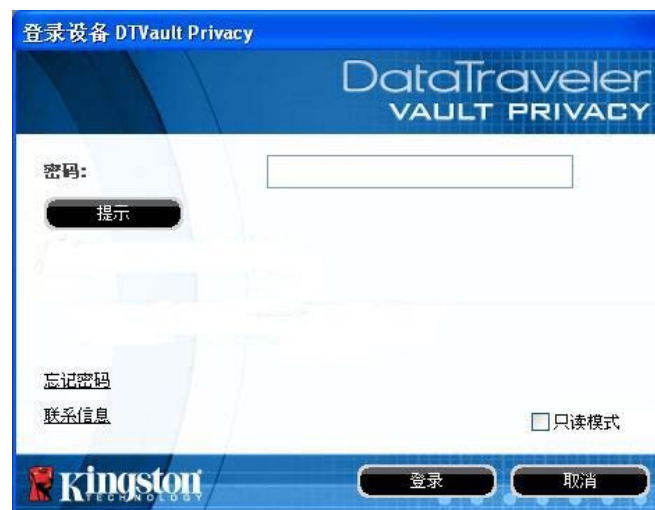 登录设备 DTVault Privacy
DataTraveler
VAULT PRIVACY
密码:
提示
忘记密码
联系信息
只读模式
Kingston
TECHNOLOGY
登录
取消